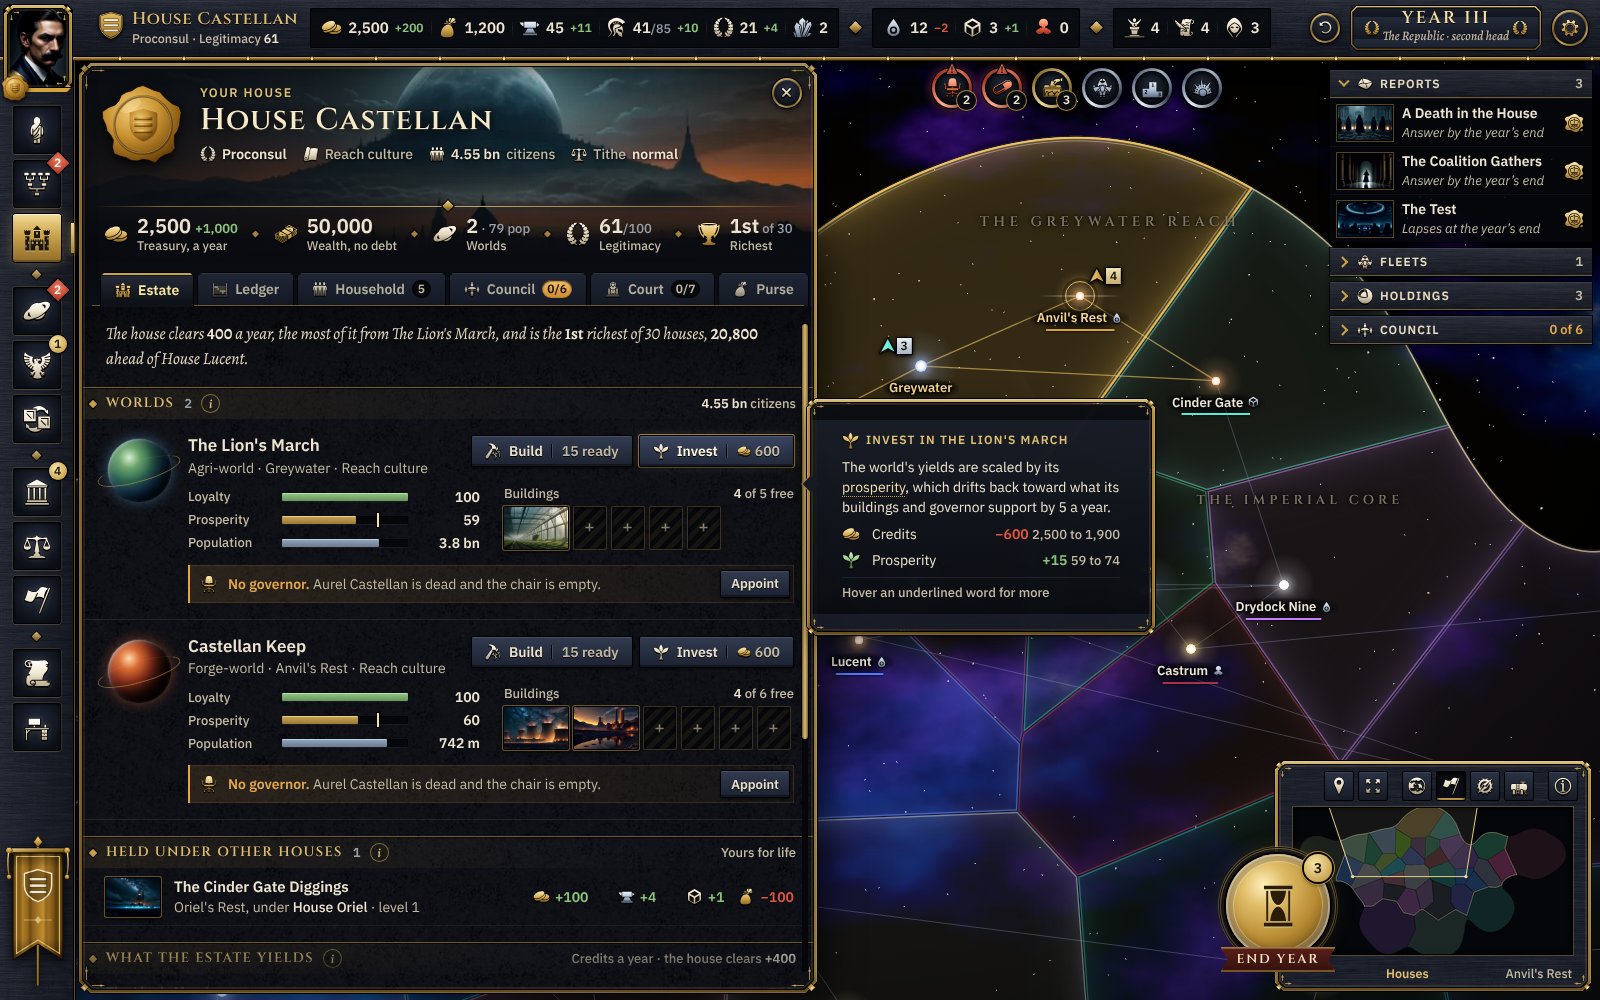 HOUSE CASTELLAN
Proconsul · Legitimacy 61
2,500 +200
1,200
45 +11
41/85 +10
21 +4
2
12 −2
3 +1
0
4
4
3
YEAR III
The Republic · second head
YOUR HOUSE
HOUSE CASTELLAN
Proconsul
Reach culture
4.55 bn citizens
Tithe normal
2,500 +1,000
Treasury, a year
50,000
Wealth, no debt
2 · 79 pop
Worlds
61/100
Legitimacy
1st of 30
Richest
Estate
Ledger
Household 5
Council 0/6
Court 0/7
Purse
The house clears 400 a year, the most of it from The Lion's March, and is the 1st richest of 30 houses, 20,800
ahead of House Lucent.
WORLDS 2 i
4.55 bn citizens
The Lion's March
Agri-world · Greywater · Reach culture
Build 15 ready
Invest 600
Loyalty 100
Prosperity 59
Population 3.8 bn
Buildings 4 of 5 free
No governor. Aurel Castellan is dead and the chair is empty.
Appoint
Castellan Keep
Forge-world · Anvil's Rest · Reach culture
Build 15 ready
Invest 600
Loyalty 100
Prosperity 60
Population 742 m
Buildings 4 of 6 free
No governor. Aurel Castellan is dead and the chair is empty.
Appoint
HELD UNDER OTHER HOUSES 1 i
Yours for life
The Cinder Gate Diggings
Oriel's Rest, under House Oriel · level 1
+100
+4
+1
−100
WHAT THE ESTATE YIELDS i
Credits a year · the house clears +400
2
2
1
4
2
2
3
THE GREYWATER REACH
4
Anvil's Rest
3
Greywater
Cinder Gate
INVEST IN THE LION'S MARCH
The world's yields are scaled by its
prosperity, which drifts back toward what its
buildings and governor support by 5 a year.
Credits −600 2,500 to 1,900
Prosperity +15 59 to 74
Hover an underlined word for more
THE IMPERIAL CORE
Drydock Nine
Lucent
Castrum
REPORTS 3
A Death in the House
Answer by the year's end
The Coalition Gathers
Answer by the year's end
The Test
Lapses at the year's end
FLEETS 1
HOLDINGS 3
COUNCIL 0 of 6
3
END YEAR
Houses
Anvil's Rest